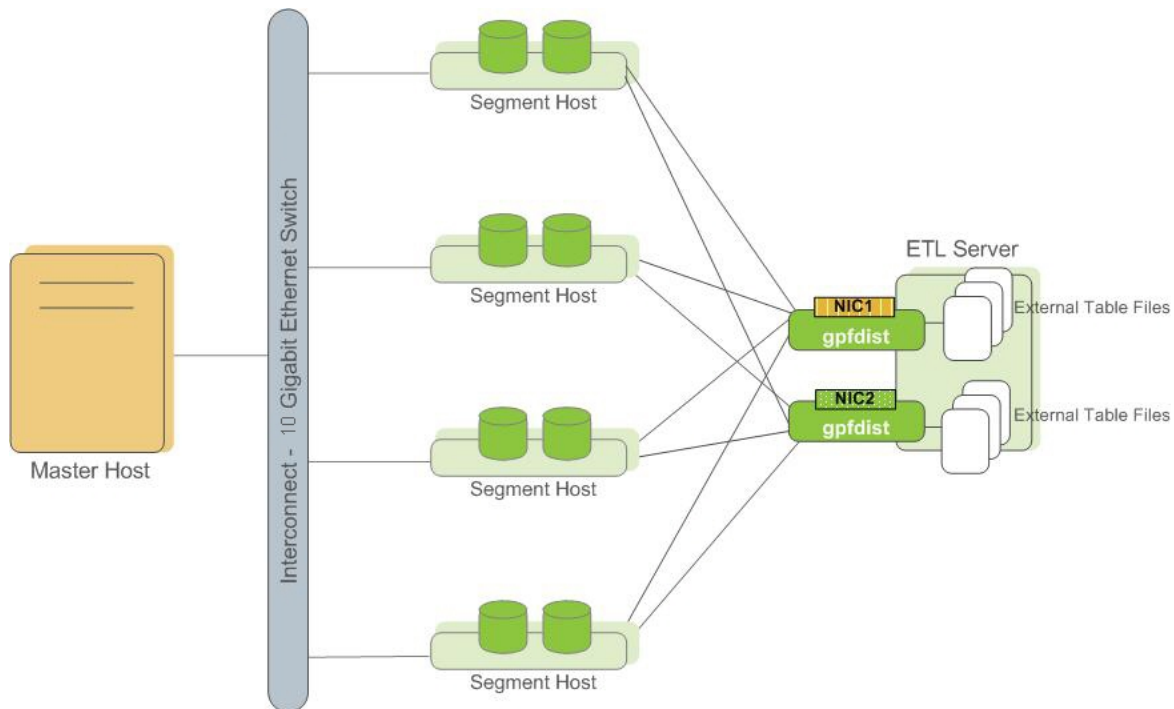 Master Host
Interconnect - 10 Gigabit Ethernet Switch
Segment Host
Segment Host
Segment Host
Segment Host
ETL Server
NIC1
gpfdist
External Table Files
NIC2
gpfdist
External Table Files